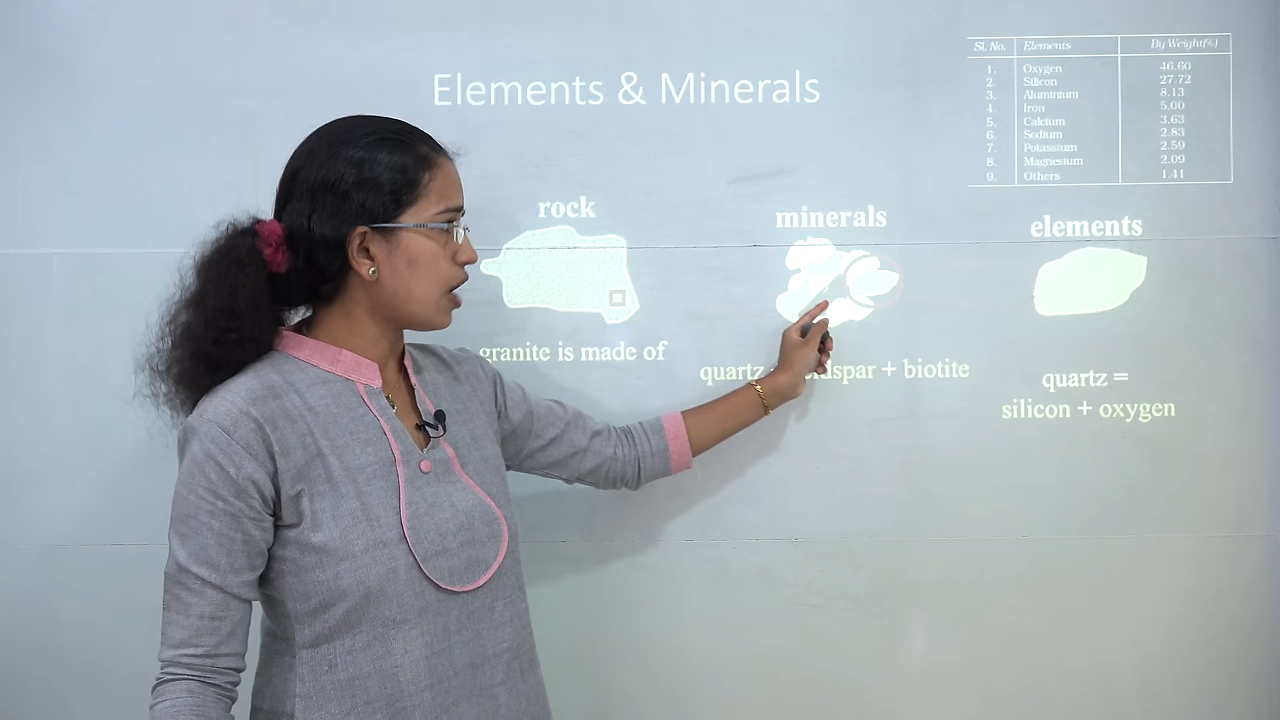 Elements & Minerals
Sl. No. Elements By Weight(%)
1. Oxygen 46.60
2. Silicon 27.72
3. Aluminium 8.13
4. Iron 5.00
5. Calcium 3.63
6. Sodium 2.83
7. Potassium 2.59
8. Magnesium 2.09
9. Others 1.41
rock
minerals
elements
granite is made of
quartz + biotite
quartz =
silicon + oxygen